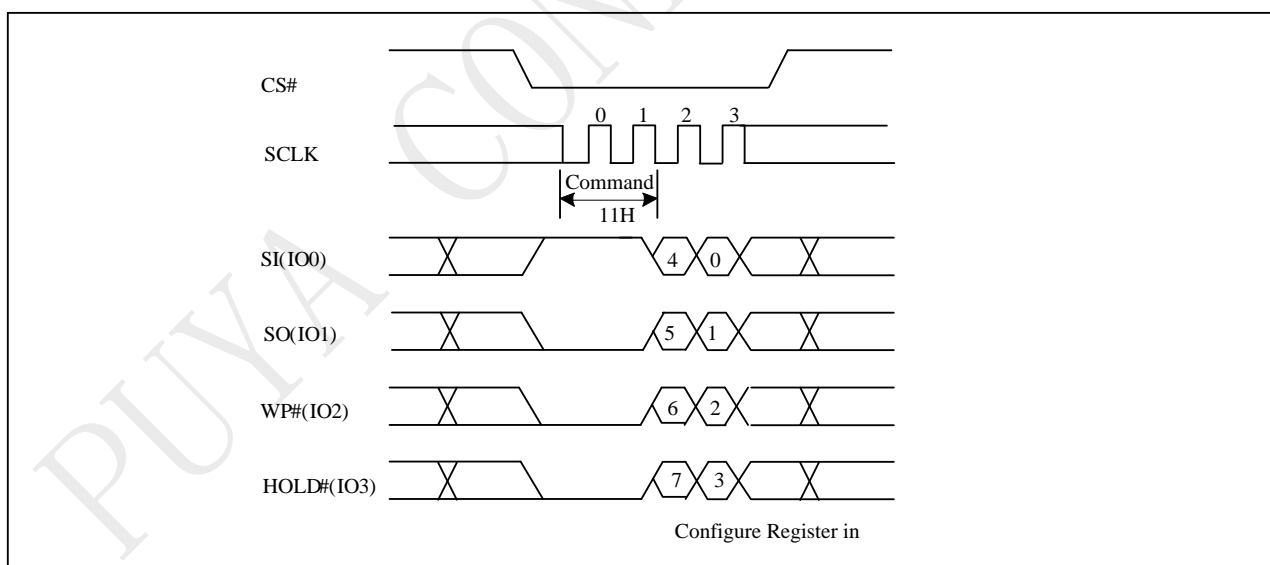 CS#
0 1 2 3
SCLK
Command
11H
SI(IO0)
4 0
SO(IO1)
5 1
WP#(IO2)
6 2
HOLD#(IO3)
7 3
Configure Register in
PUYA